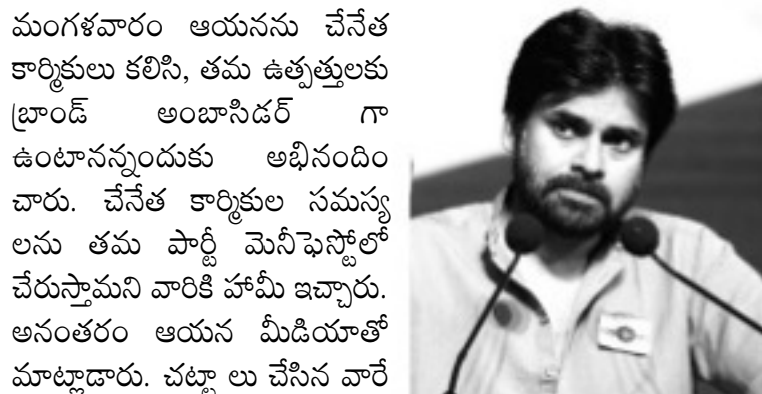 మంగళవారం ఆయనను చేనేత
కార్మికులు కలిసి, తమ ఉత్పత్తులకు
బ్రాండ్ అంబాసిడర్ గా
ఉంటానన్నందుకు అభినందిం
చారు. చేనేత కార్మికుల సమస్య
లను తమ పార్టీ మెనీఫెస్టోలో
చేరుస్తామని వారికి హామీ ఇచ్చారు.
అనంతరం ఆయన మీడియాతో
మాట్లాడారు. చట్టా లు చేసిన వారే